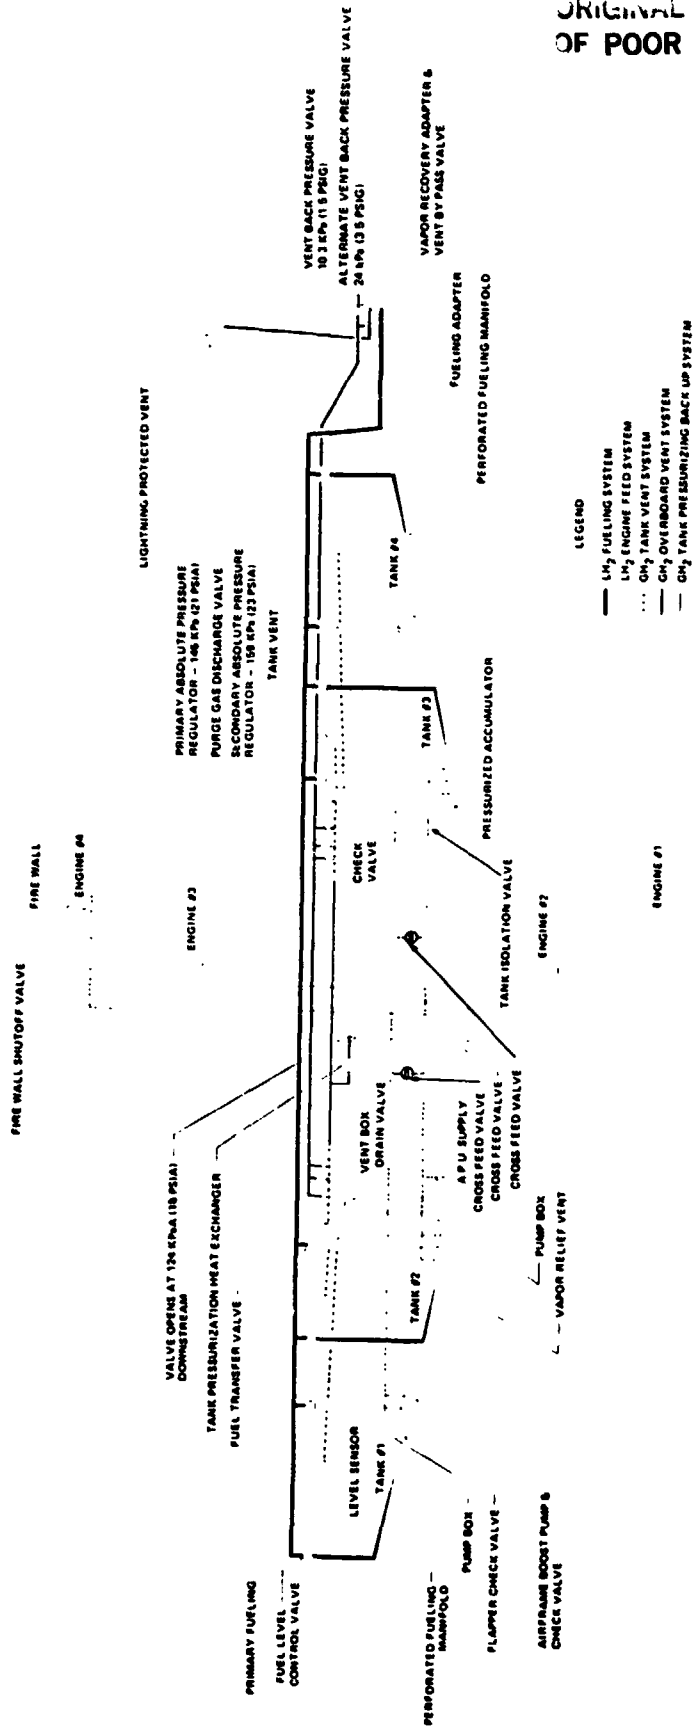 ORIGINAL
OF POOR
FIRE WALL SHUTOFF VALVE
FIRE WALL
ENGINE #4
ENGINE #3
VALVE OPENS AT 124 KPsA (18 PSIA)
DOWNSTREAM
TANK PRESSURIZATION HEAT EXCHANGER
FUEL TRANSFER VALVE
LIGHTNING PROTECTED VENT
PRIMARY ABSOLUTE PRESSURE
REGULATOR - 146 KPa (21 PSIA)
PURGE GAS DISCHARGE VALVE
SECONDARY ABSOLUTE PRESSURE
REGULATOR - 159 KPa (23 PSIA)
TANK VENT
VENT BACK PRESSURE VALVE
10 3 KPa (1 5 PSIG)
ALTERNATE VENT BACK PRESSURE VALVE
24 kPa (3 5 PSIG)
PRIMARY FUELING
FUEL LEVEL
CONTROL VALVE
LEVEL SENSOR
TANK #1
TANK #2
VENT BOX
DRAIN VALVE
CHECK
VALVE
TANK #3
TANK #4
VAPOR RECOVERY ADAPTER &
VENT BY PASS VALVE
FUELING ADAPTER
PERFORATED FUELING MANIFOLD
PERFORATED FUELING
MANIFOLD
PUMP BOX
FLAPPER CHECK VALVE
AIRFRAME BOOST PUMP &
CHECK VALVE
A P U SUPPLY
CROSS FEED VALVE
CROSS FEED VALVE
CROSS FEED VALVE
PUMP BOX
VAPOR RELIEF VENT
PRESSURIZED ACCUMULATOR
TANK ISOLATION VALVE
ENGINE #2
ENGINE #1
LEGEND
LH2 FUELING SYSTEM
LH2 ENGINE FEED SYSTEM
GH2 TANK VENT SYSTEM
GH2 OVERBOARD VENT SYSTEM
GH2 TANK PRESSURIZING BACK UP SYSTEM